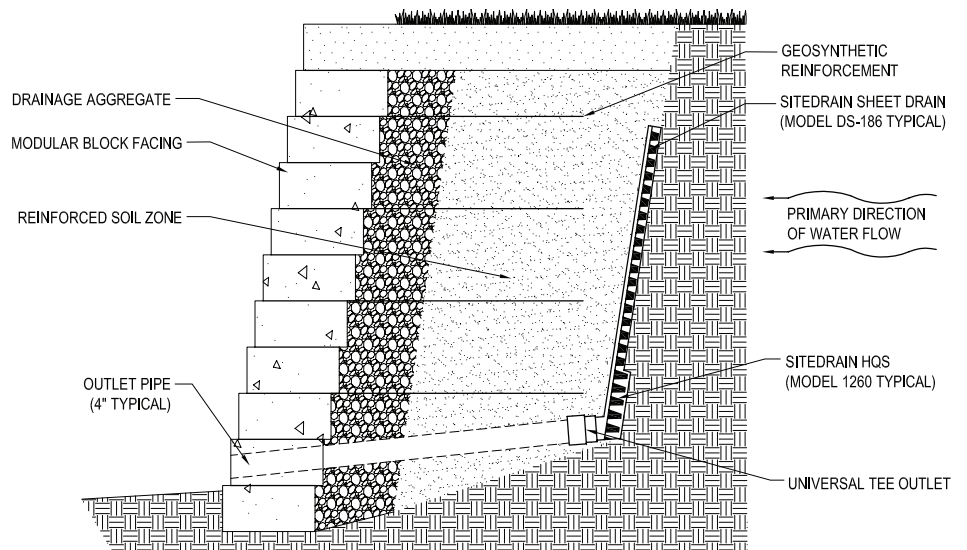 GEOSYNTHETIC
REINFORCEMENT
DRAINAGE AGGREGATE
SITEDRAIN SHEET DRAIN
(MODEL DS-186 TYPICAL)
MODULAR BLOCK FACING
REINFORCED SOIL ZONE
PRIMARY DIRECTION
OF WATER FLOW
SITEDRAIN HQS
(MODEL 1260 TYPICAL)
OUTLET PIPE
(4" TYPICAL)
UNIVERSAL TEE OUTLET